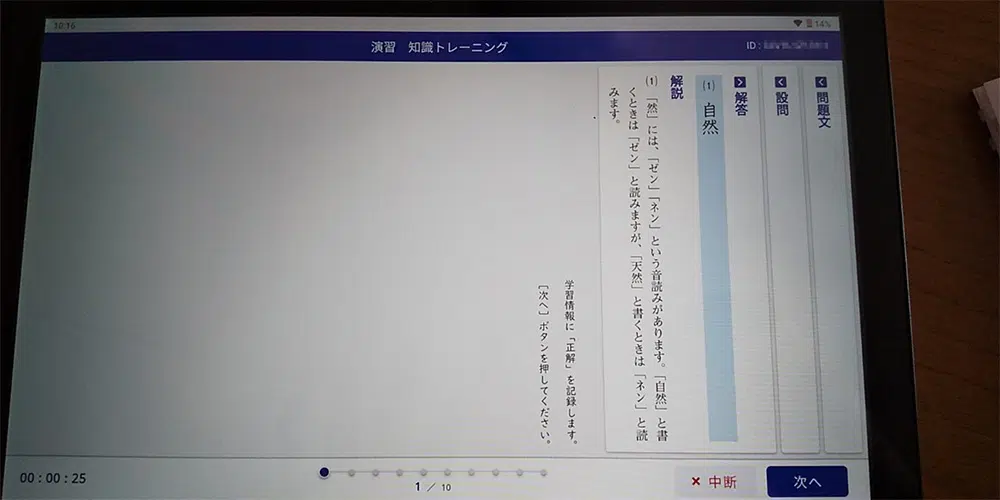 10:16
14%
演習 知識トレーニング
ID :
問題文
設問
解答
(1) 自然
解説
(1) 「然」には、「ゼン」「ネン」という音読みがあります。「自然」と書
くときは「ゼン」と読みますが、「天然」と書くときは「ネン」と読
みます。
学習情報に「正解」を記録します。
［次へ］ボタンを押してください。
00 : 00 : 25
1 / 10
× 中断
次へ